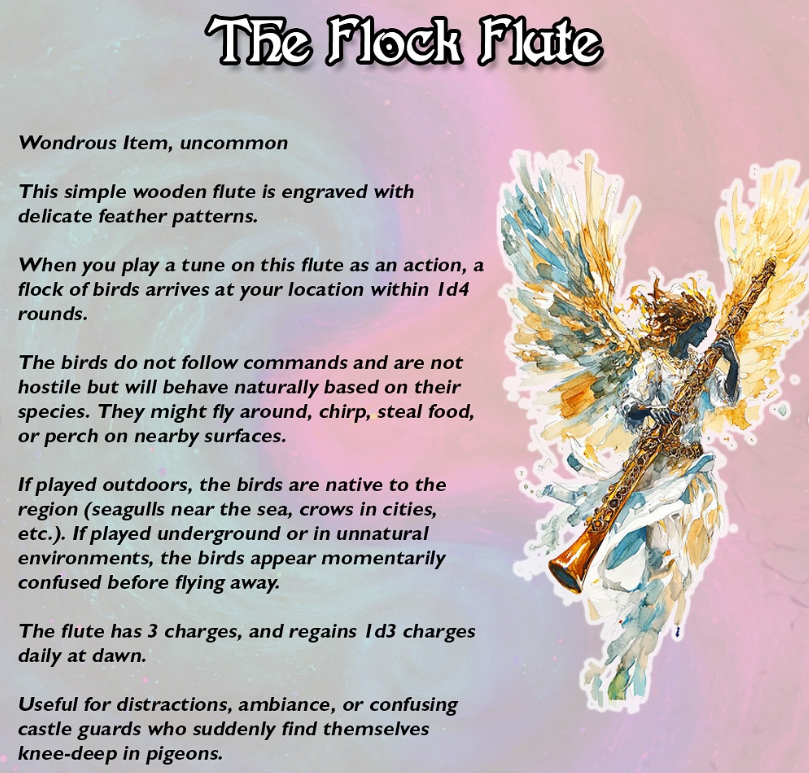 The Flock Flute
Wondrous Item, uncommon
This simple wooden flute is engraved with
delicate feather patterns.
When you play a tune on this flute as an action, a
flock of birds arrives at your location within 1d4
rounds.
The birds do not follow commands and are not
hostile but will behave naturally based on their
species. They might fly around, chirp, steal food,
or perch on nearby surfaces.
If played outdoors, the birds are native to the
region (seagulls near the sea, crows in cities,
etc.). If played underground or in unnatural
environments, the birds appear momentarily
confused before flying away.
The flute has 3 charges, and regains 1d3 charges
daily at dawn.
Useful for distractions, ambiance, or confusing
castle guards who suddenly find themselves
knee-deep in pigeons.